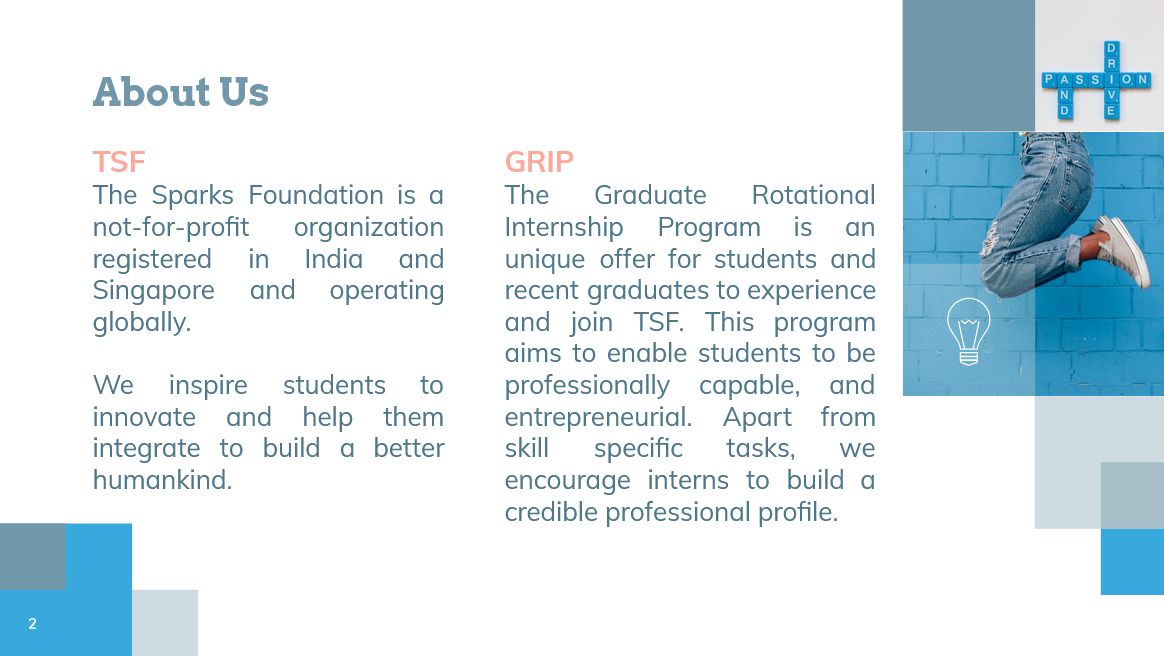 About Us
TSF
The Sparks Foundation is a
not-for-profit organization
registered in India and
Singapore and operating
globally.
We inspire students to
innovate and help them
integrate to build a better
humankind.
GRIP
The Graduate Rotational
Internship Program is an
unique offer for students and
recent graduates to experience
and join TSF. This program
aims to enable students to be
professionally capable, and
entrepreneurial. Apart from
skill specific tasks, we
encourage interns to build a
credible professional profile.
PASSION
AND
DRIVE
2